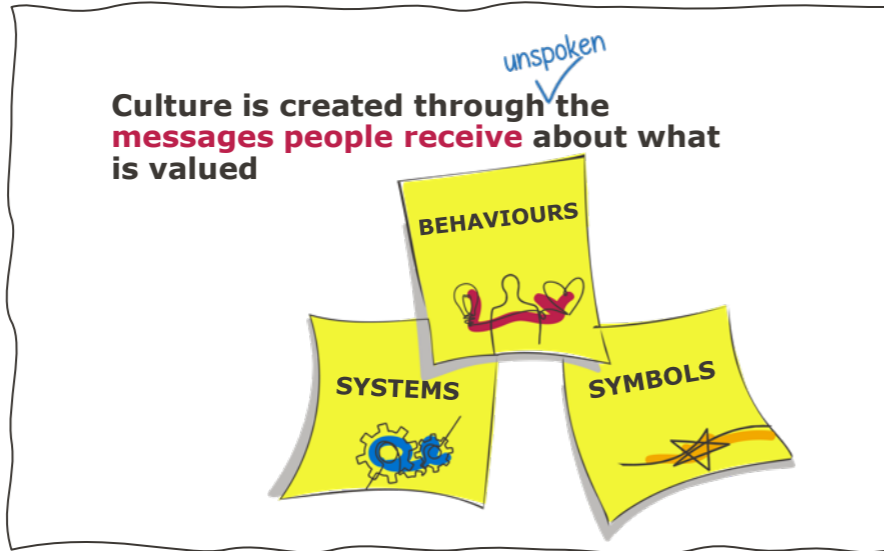 unspoken
Culture is created through the
messages people receive about what
is valued
BEHAVIOURS
SYSTEMS
SYMBOLS